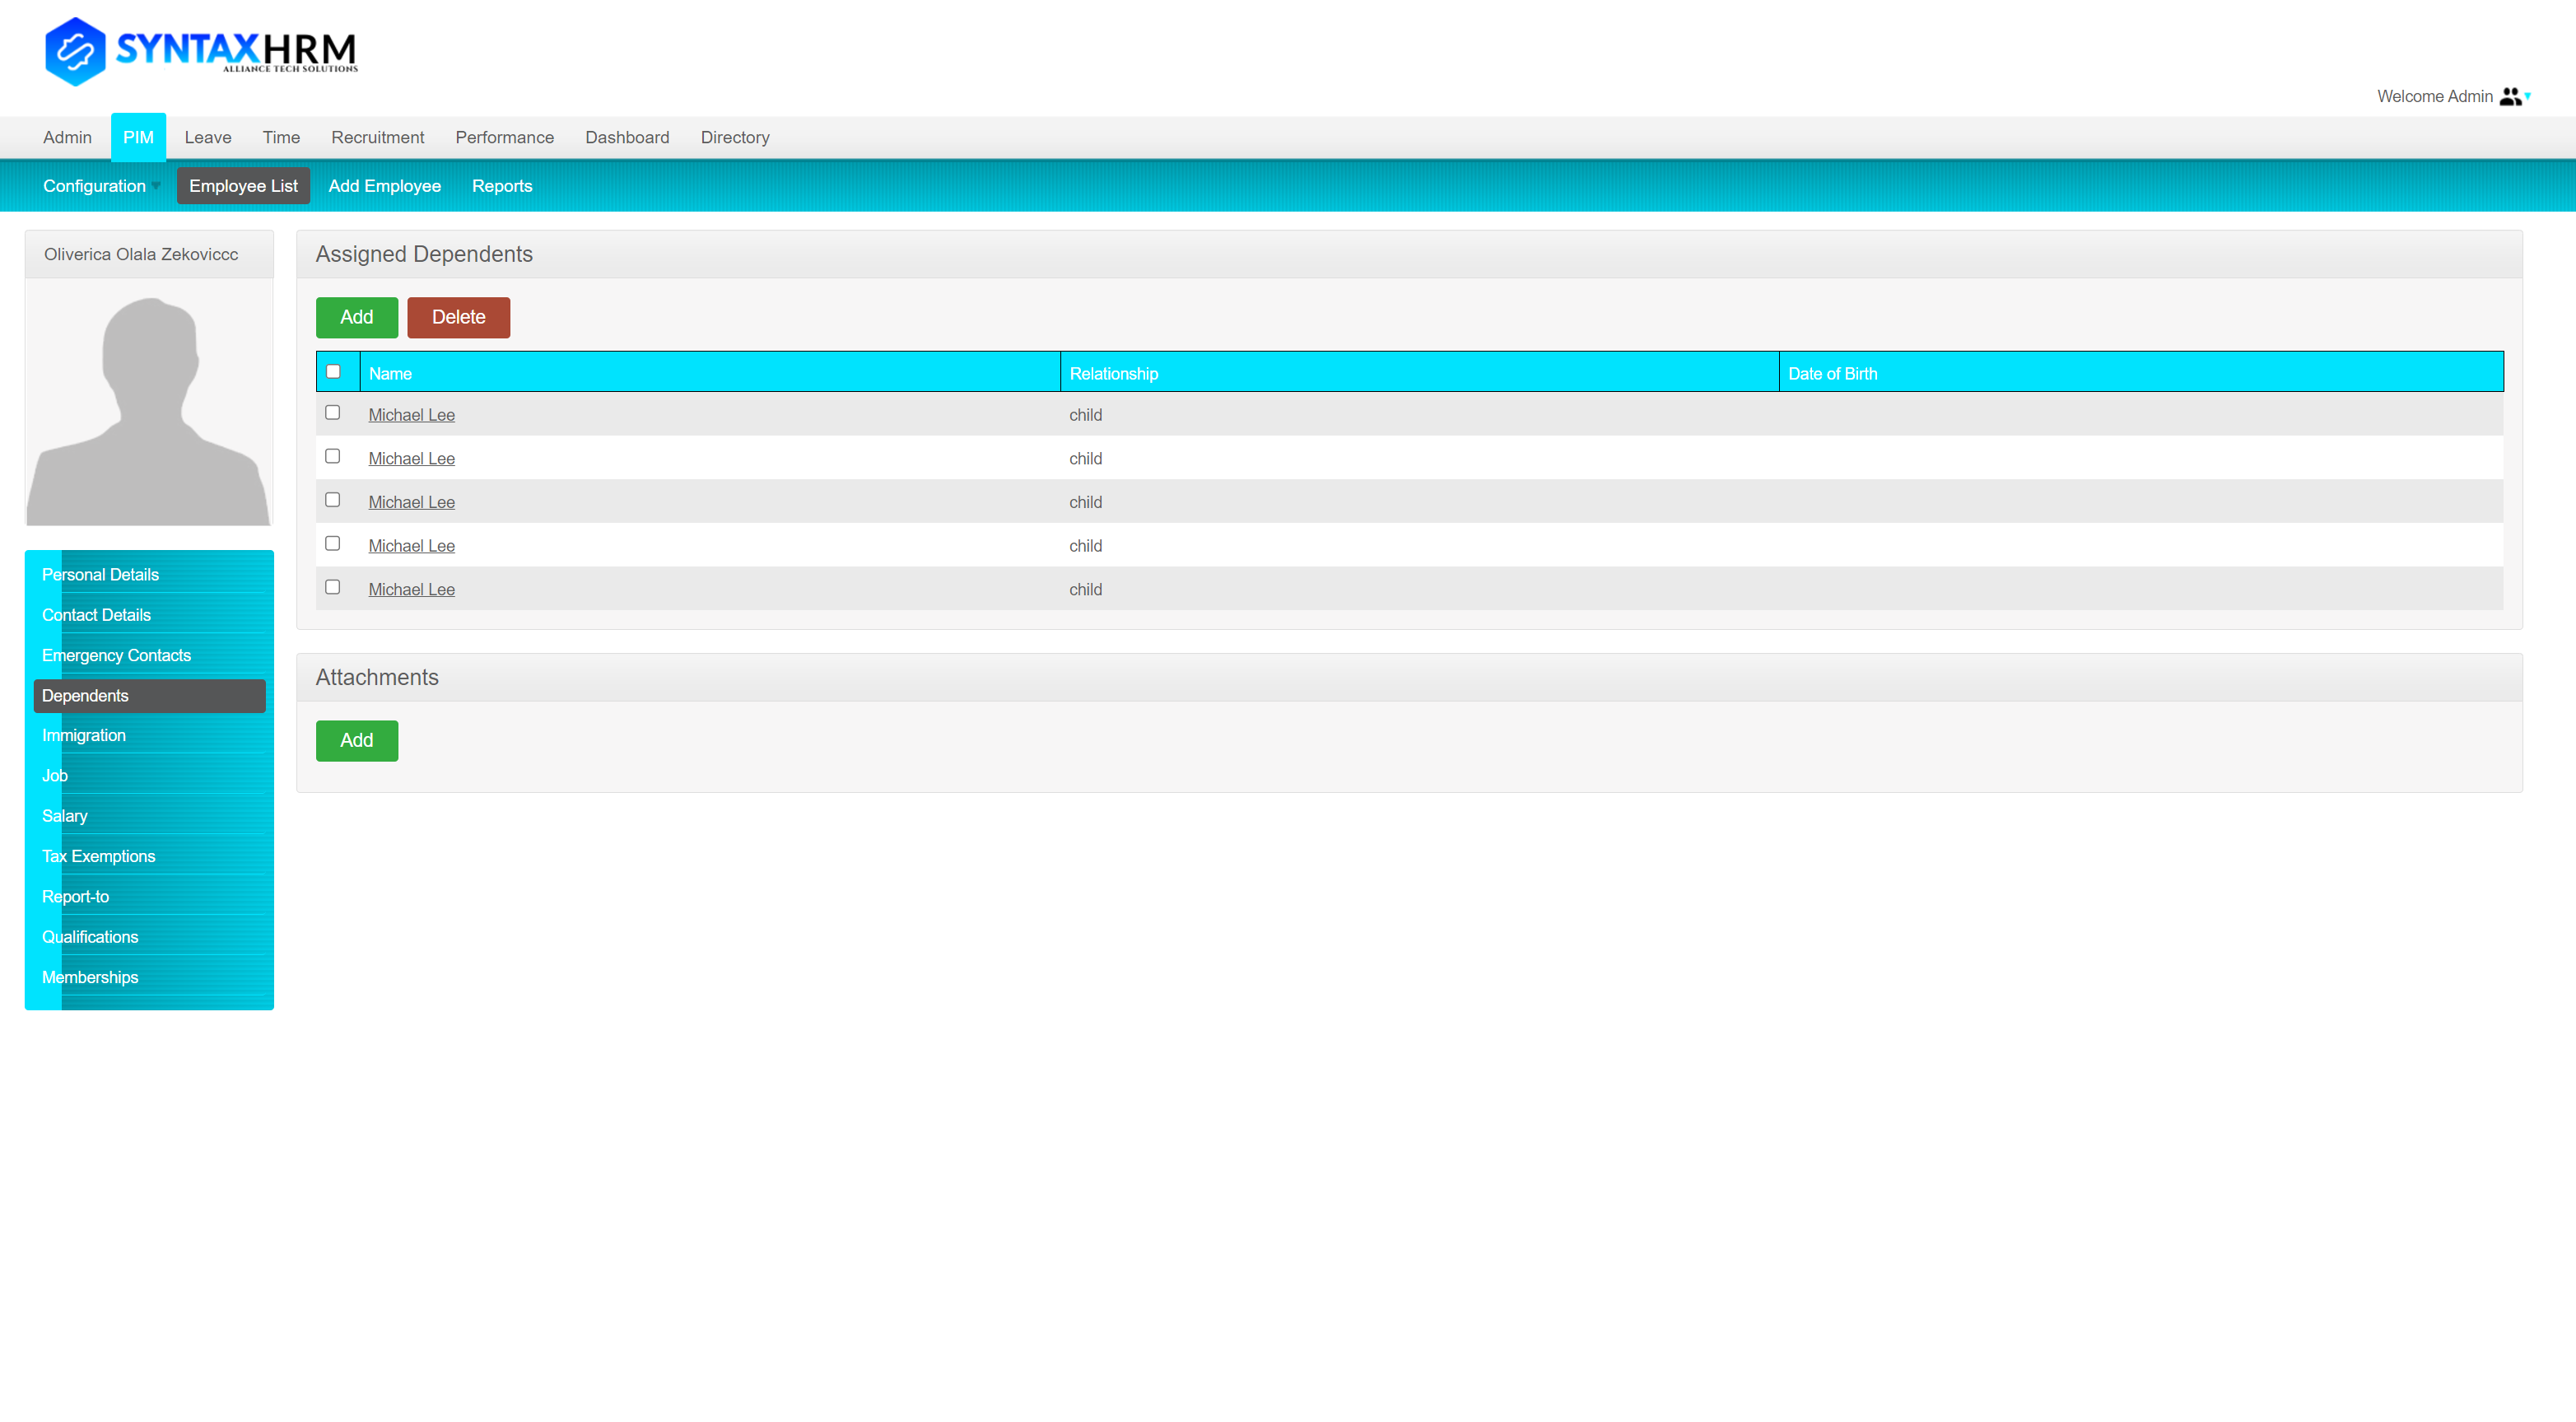 SYNTAXHRM
ALLIANCE TECH SOLUTIONS
Welcome Admin
Admin PIM Leave Time Recruitment Performance Dashboard Directory
Configuration Employee List Add Employee Reports
Oliverica Olala Zekoviccc
Personal Details
Contact Details
Emergency Contacts
Dependents
Immigration
Job
Salary
Tax Exemptions
Report-to
Qualifications
Memberships
Assigned Dependents
Add Delete
Name Relationship Date of Birth
Michael Lee child
Michael Lee child
Michael Lee child
Michael Lee child
Michael Lee child
Attachments
Add